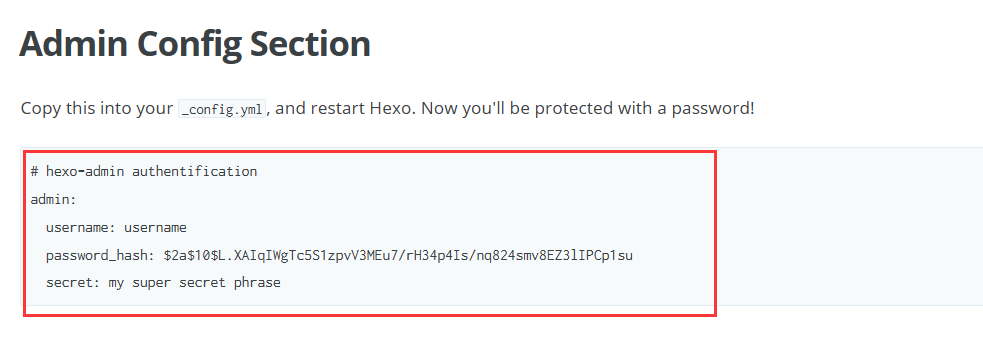 Admin Config Section
Copy this into your _config.yml, and restart Hexo. Now you'll be protected with a password!
# hexo-admin authentification
admin:
  username: username
  password_hash: $2a$10$L.XAIqIWgTc5S1zpvV3MEu7/rH34p4Is/nq824smv8EZ3lIPCp1su
  secret: my super secret phrase